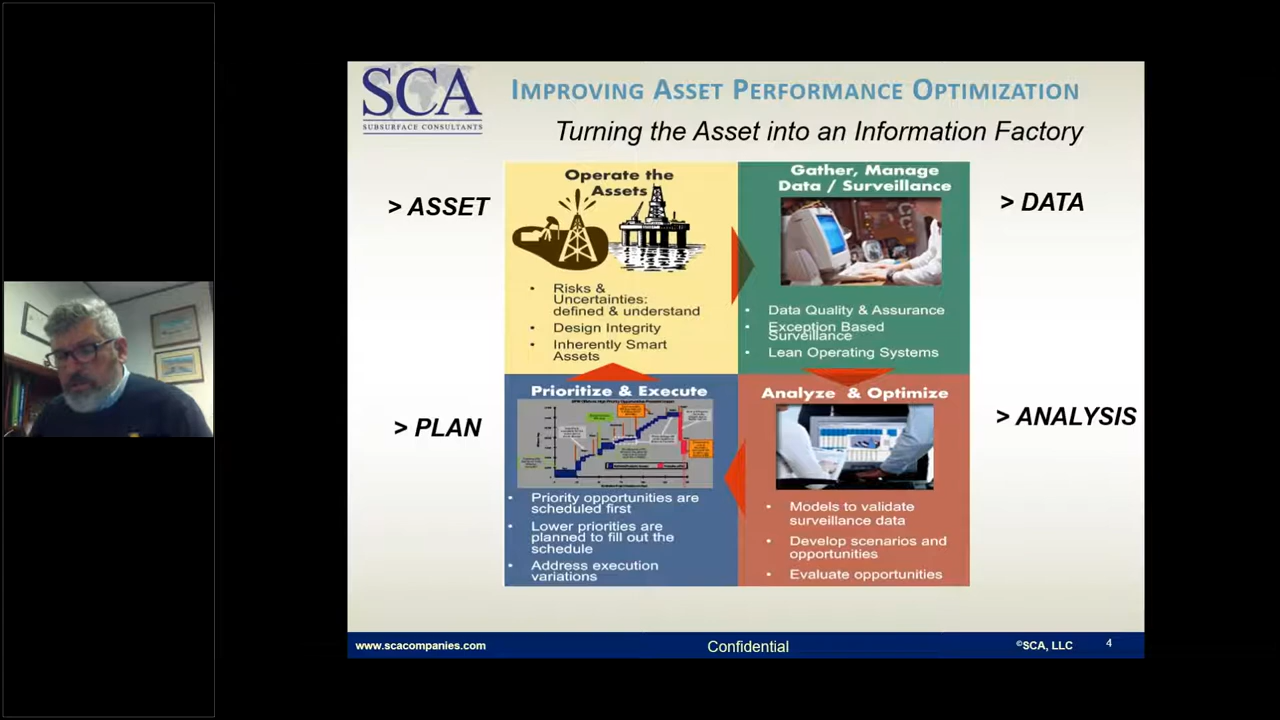 SCA
SUBSURFACE CONSULTANTS
IMPROVING ASSET PERFORMANCE OPTIMIZATION
Turning the Asset into an Information Factory
> ASSET
Operate the
Assets
• Risks &
Uncertainties:
defined & understand
• Design Integrity
• Inherently Smart
Assets
Gather, Manage
Data / Surveillance
• Data Quality & Assurance
• Exception Based
Surveillance
• Lean Operating Systems
> DATA
> PLAN
Prioritize & Execute
• Priority opportunities are
scheduled first
• Lower priorities are
planned to fill out the
schedule
• Address execution
variations
Analyze & Optimize
• Models to validate
surveillance data
• Develop scenarios and
opportunities
• Evaluate opportunities
> ANALYSIS
www.scacompanies.com
Confidential
©SCA, LLC
4